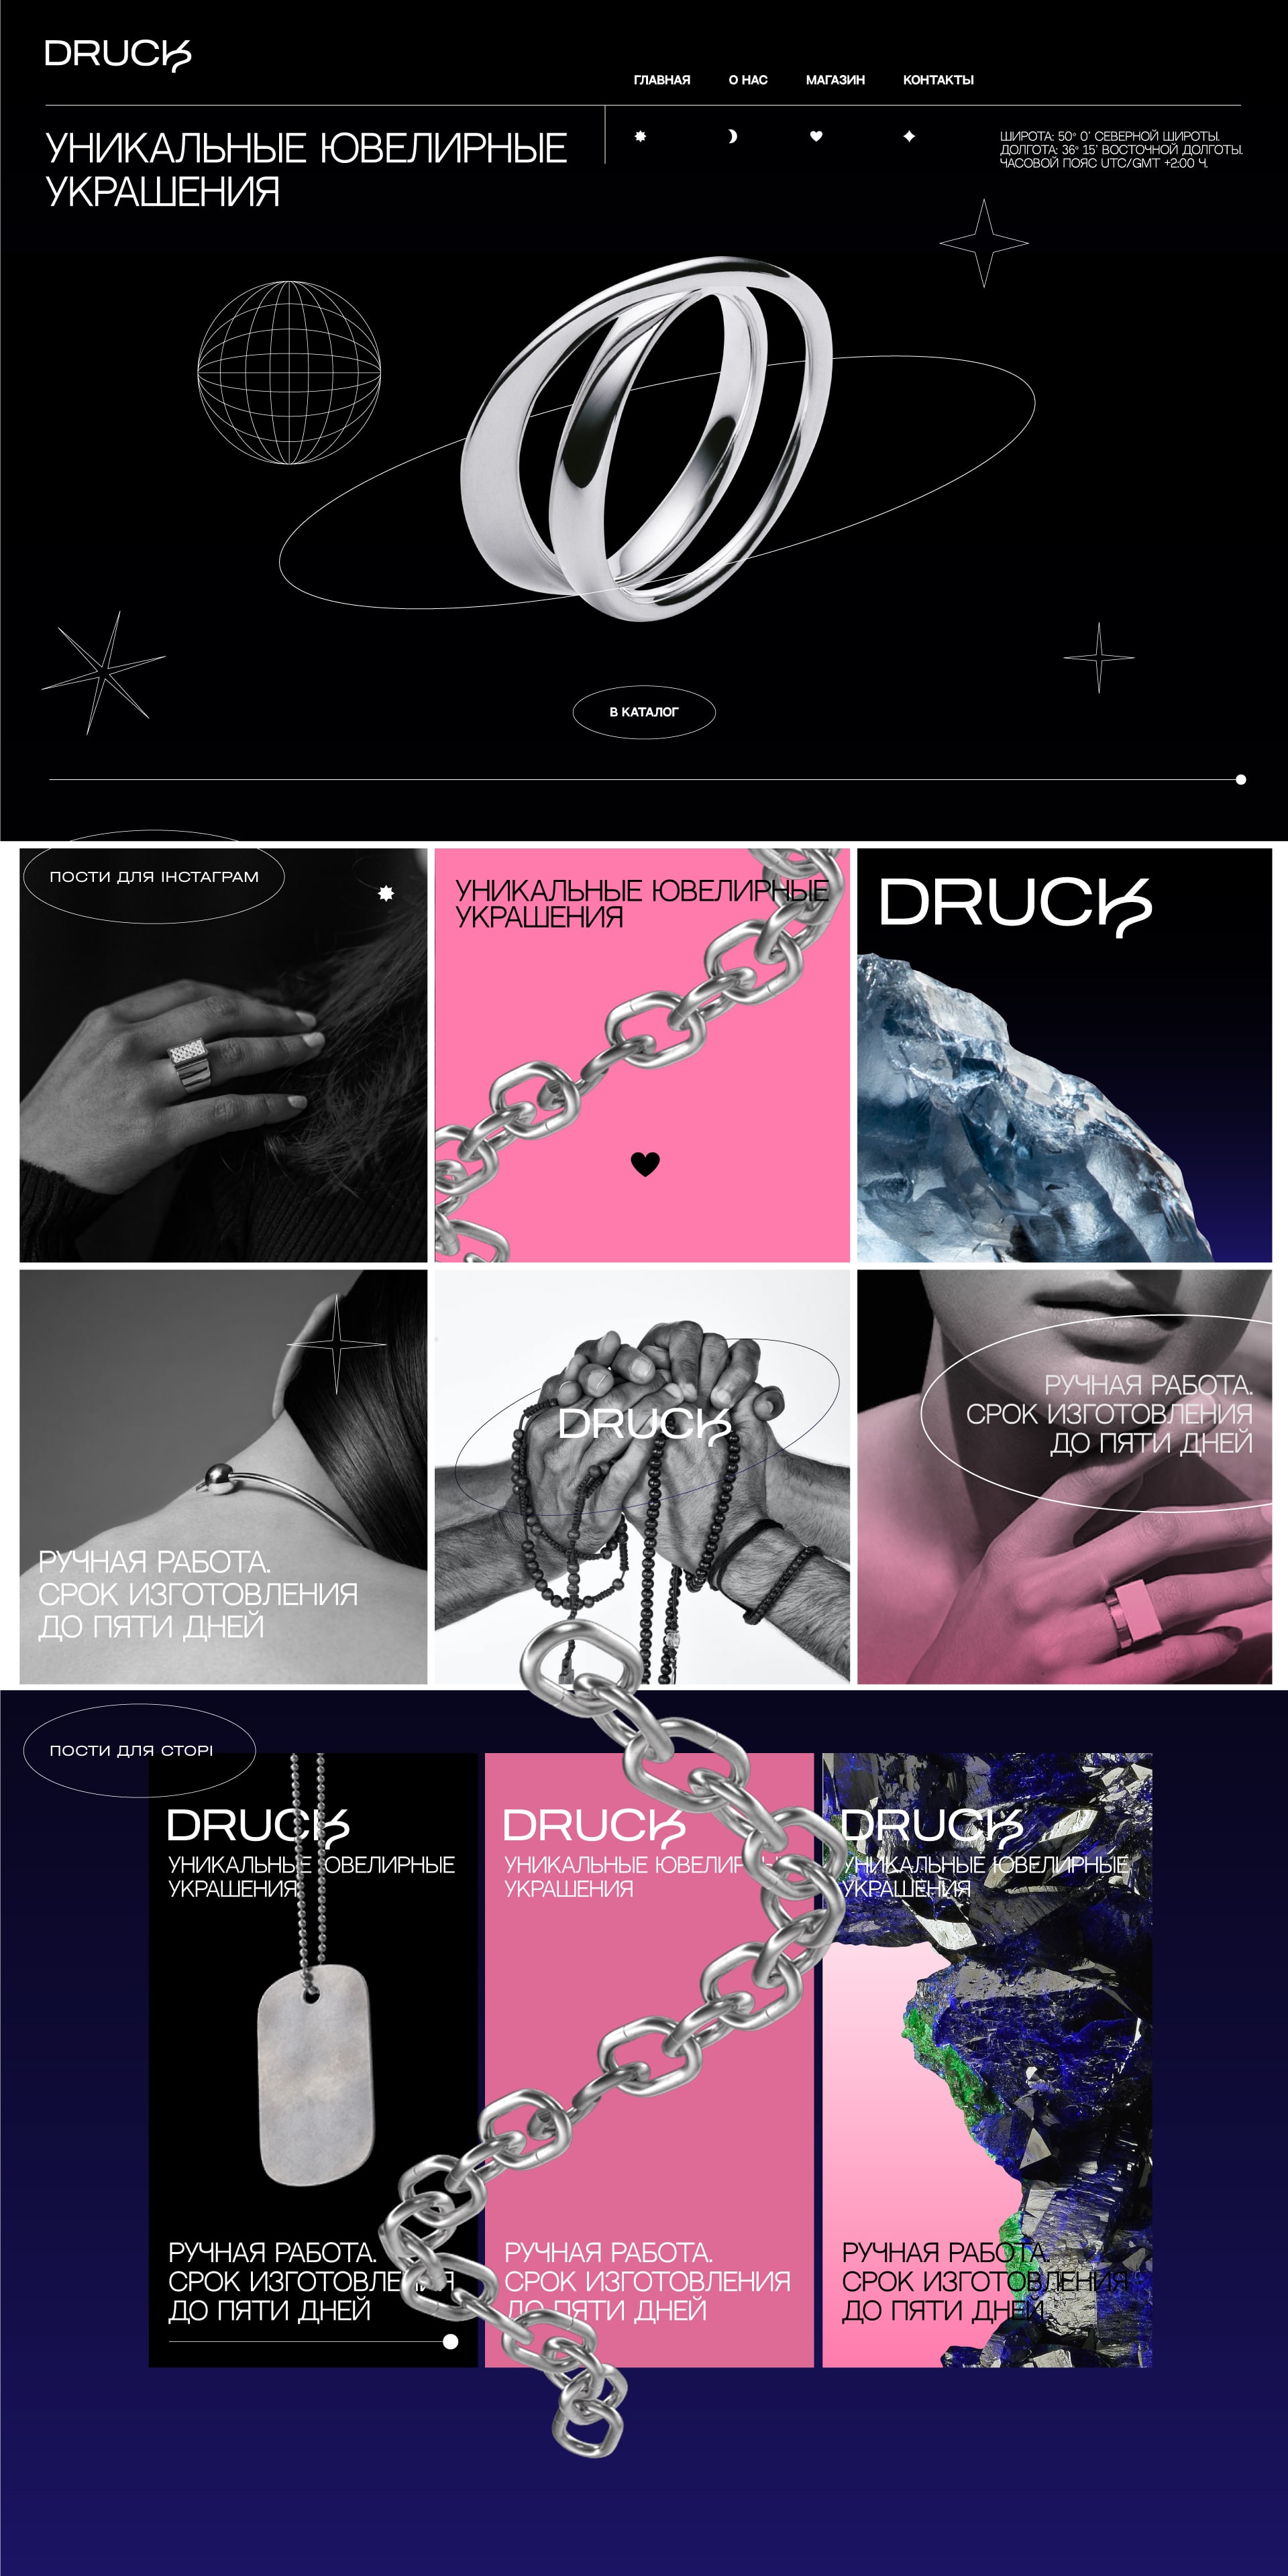 DRUCK
ГЛАВНАЯ О НАС МАГАЗИН КОНТАКТЫ
УНИКАЛЬНЫЕ ЮВЕЛИРНЫЕ
УКРАШЕНИЯ
ШИРОТА: 50° 0' СЕВЕРНОЙ ШИРОТЫ.
ДОЛГОТА: 36° 15' ВОСТОЧНОЙ ДОЛГОТЫ.
ЧАСОВОЙ ПОЯС UTC/GMT +2:00 Ч.
В КАТАЛОГ
ПОСТИ ДЛЯ ІНСТАГРАМ
УНИКАЛЬНЫЕ ЮВЕЛИРНЫЕ
УКРАШЕНИЯ
DRUCK
РУЧНАЯ РАБОТА.
СРОК ИЗГОТОВЛЕНИЯ
ДО ПЯТИ ДНЕЙ
DRUCK
РУЧНАЯ РАБОТА.
СРОК ИЗГОТОВЛЕНИЯ
ДО ПЯТИ ДНЕЙ
ПОСТИ ДЛЯ СТОРІ
DRUCK
УНИКАЛЬНЫЕ ЮВЕЛИРНЫЕ
УКРАШЕНИЯ
РУЧНАЯ РАБОТА.
СРОК ИЗГОТОВЛЕНИЯ
ДО ПЯТИ ДНЕЙ
DRUCK
УНИКАЛЬНЫЕ ЮВЕЛИРНЫЕ
УКРАШЕНИЯ
РУЧНАЯ РАБОТА.
СРОК ИЗГОТОВЛЕНИЯ
ДО ПЯТИ ДНЕЙ
DRUCK
УНИКАЛЬНЫЕ ЮВЕЛИРНЫЕ
УКРАШЕНИЯ
РУЧНАЯ РАБОТА.
СРОК ИЗГОТОВЛЕНИЯ
ДО ПЯТИ ДНЕЙ